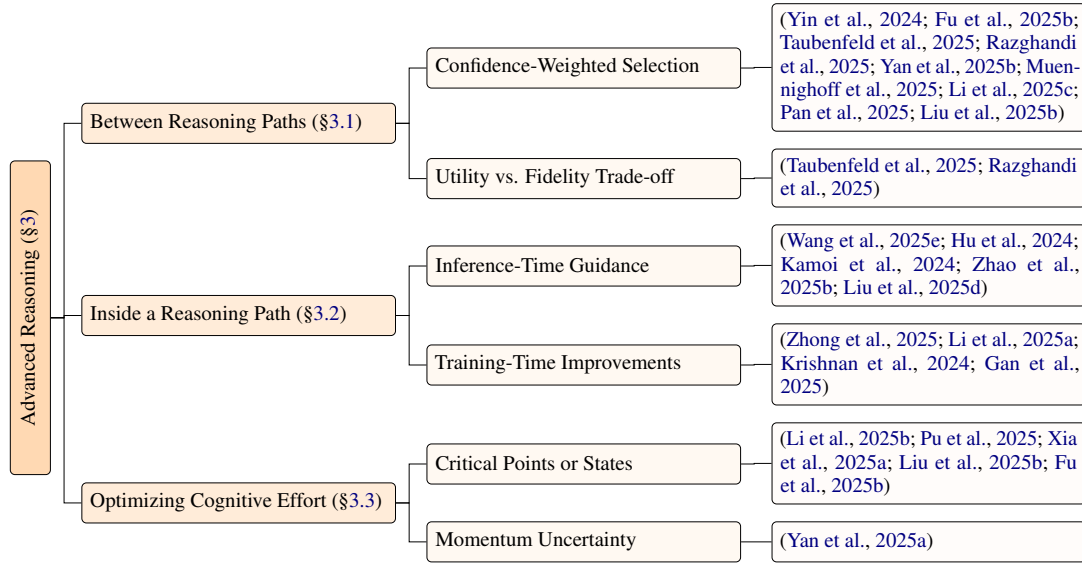 Advanced Reasoning (§3)
Between Reasoning Paths (§3.1)
Confidence-Weighted Selection
(Yin et al., 2024; Fu et al., 2025b;
Taubenfeld et al., 2025; Razghandi
et al., 2025; Yan et al., 2025b; Muen-
nighoff et al., 2025; Li et al., 2025c;
Pan et al., 2025; Liu et al., 2025b)
Utility vs. Fidelity Trade-off
(Taubenfeld et al., 2025; Razghandi
et al., 2025)
Inside a Reasoning Path (§3.2)
Inference-Time Guidance
(Wang et al., 2025e; Hu et al., 2024;
Kamoi et al., 2024; Zhao et al.,
2025b; Liu et al., 2025d)
Training-Time Improvements
(Zhong et al., 2025; Li et al., 2025a;
Krishnan et al., 2024; Gan et al.,
2025)
Optimizing Cognitive Effort (§3.3)
Critical Points or States
(Li et al., 2025b; Pu et al., 2025; Xia
et al., 2025a; Liu et al., 2025b; Fu
et al., 2025b)
Momentum Uncertainty
(Yan et al., 2025a)